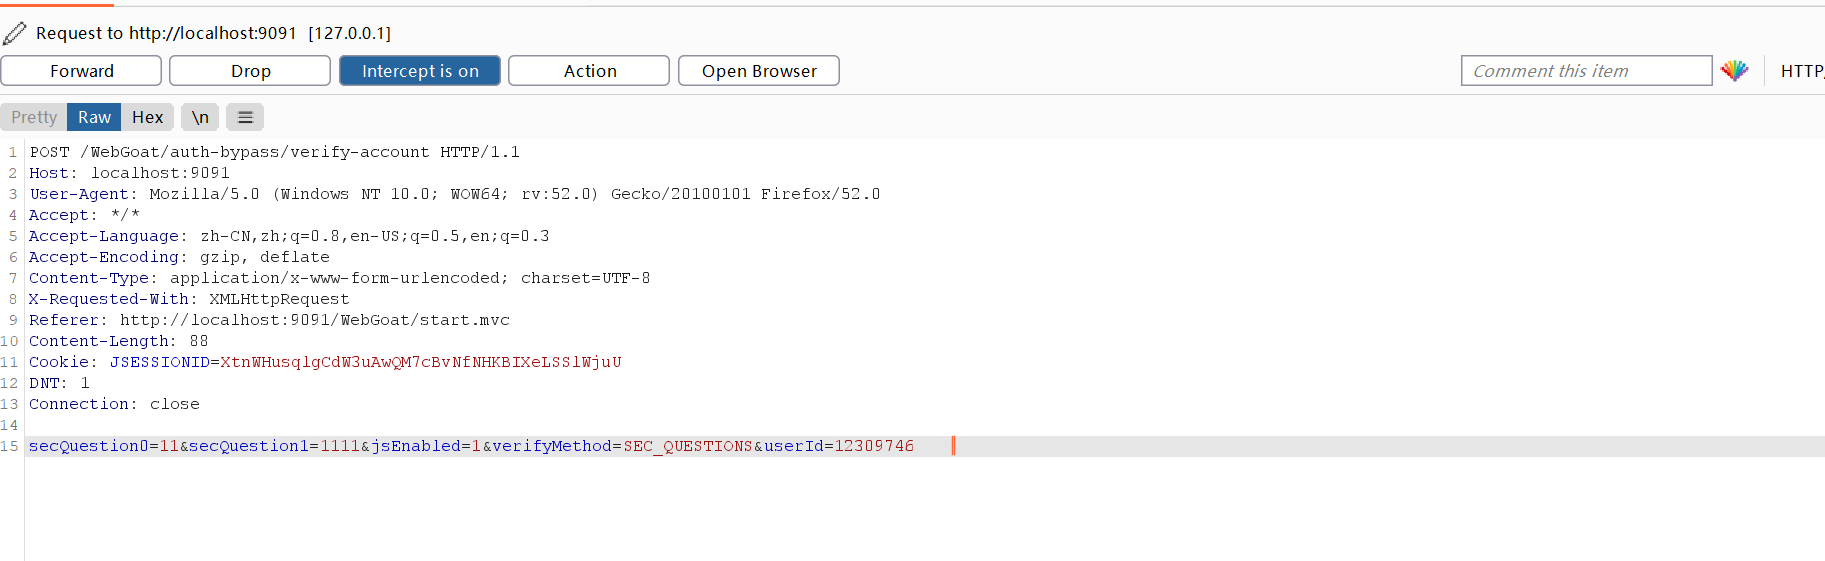 Request to http://localhost:9091 [127.0.0.1]
Forward Drop Intercept is on Action Open Browser Comment this item HTTP/
Pretty Raw Hex \n
1 POST /WebGoat/auth-bypass/verify-account HTTP/1.1
2 Host: localhost:9091
3 User-Agent: Mozilla/5.0 (Windows NT 10.0; WOW64; rv:52.0) Gecko/20100101 Firefox/52.0
4 Accept: */*
5 Accept-Language: zh-CN,zh;q=0.8,en-US;q=0.5,en;q=0.3
6 Accept-Encoding: gzip, deflate
7 Content-Type: application/x-www-form-urlencoded; charset=UTF-8
8 X-Requested-With: XMLHttpRequest
9 Referer: http://localhost:9091/WebGoat/start.mvc
10 Content-Length: 88
11 Cookie: JSESSIONID=XtnWHusqlgCdW3uAwQM7cBvNfNHKBIXeLSSlWjuU
12 DNT: 1
13 Connection: close
14
15 secQuestion0=11&secQuestion1=1111&jsEnabled=1&verifyMethod=SEC_QUESTIONS&userId=12309746